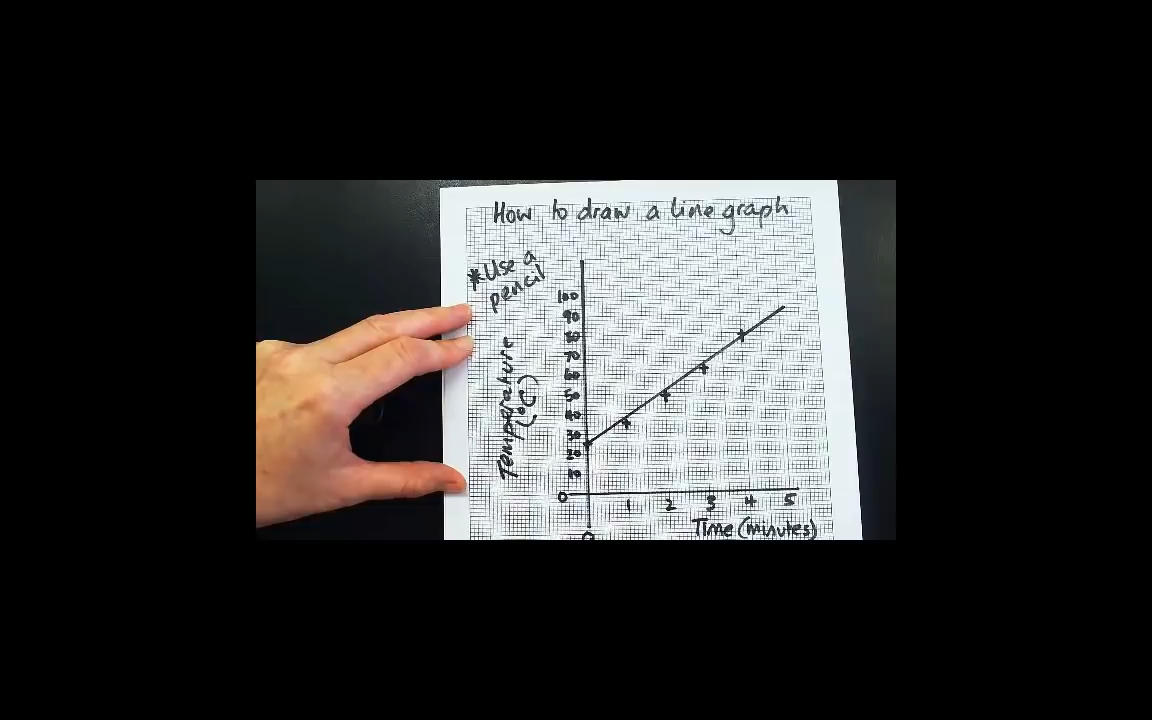 How to draw a line graph
*Use a
pencil
100
90
80
70
60
50
40
30
20
10
0
Temperature
(°C)
1 2 3 4 5
0
Time (minutes)